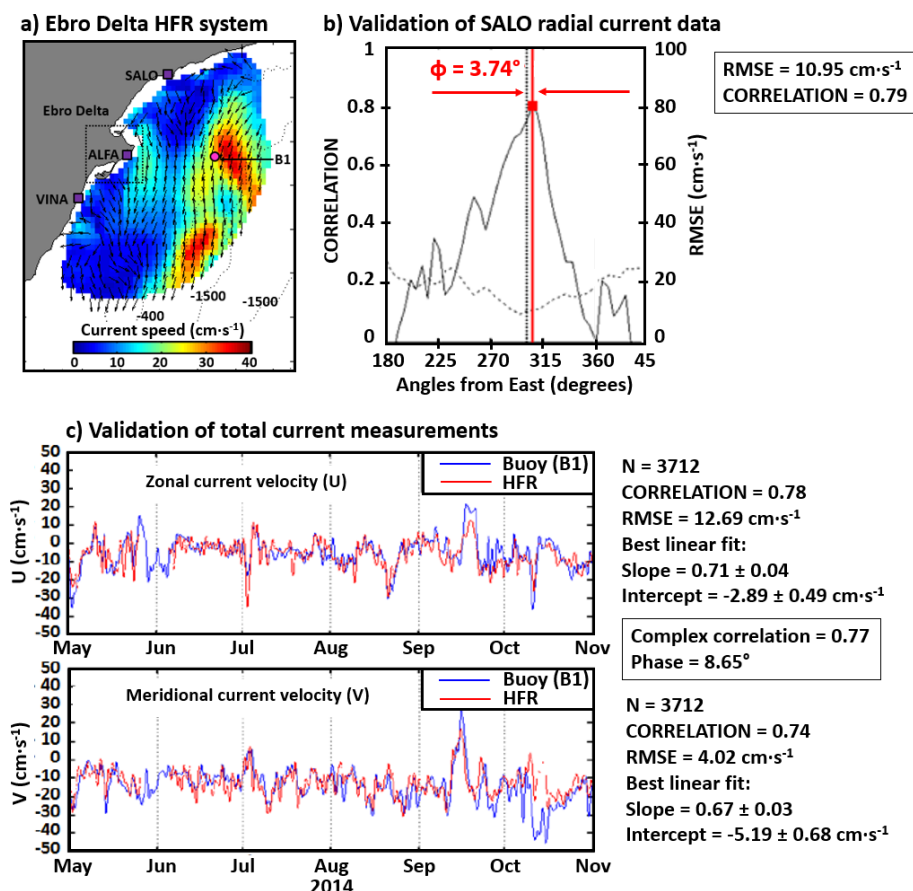 a) Ebro Delta HFR system
SALO
Ebro Delta
ALFA
B1
VINA
-1500
-400
-1500
Current speed (cm·s-1)
0 10 20 30 40
b) Validation of SALO radial current data
Φ = 3.74°
CORRELATION
1
0.8
0.6
0.4
0.2
0
RMSE (cm·s-1)
100
80
60
40
20
0
180 225 270 315 360 45
Angles from East (degrees)
RMSE = 10.95 cm·s-1
CORRELATION = 0.79
c) Validation of total current measurements
Zonal current velocity (U)
Buoy (B1)
HFR
U (cm·s-1)
50
40
30
20
10
0
-10
-20
-30
-40
-50
May Jun Jul Aug Sep Oct Nov
N = 3712
CORRELATION = 0.78
RMSE = 12.69 cm·s-1
Best linear fit:
Slope = 0.71 ± 0.04
Intercept = -2.89 ± 0.49 cm·s-1
Complex correlation = 0.77
Phase = 8.65°
Meridional current velocity (V)
Buoy (B1)
HFR
V (cm·s-1)
50
40
30
20
10
0
-10
-20
-30
-40
-50
May Jun Jul Aug Sep Oct Nov
2014
N = 3712
CORRELATION = 0.74
RMSE = 4.02 cm·s-1
Best linear fit:
Slope = 0.67 ± 0.03
Intercept = -5.19 ± 0.68 cm·s-1